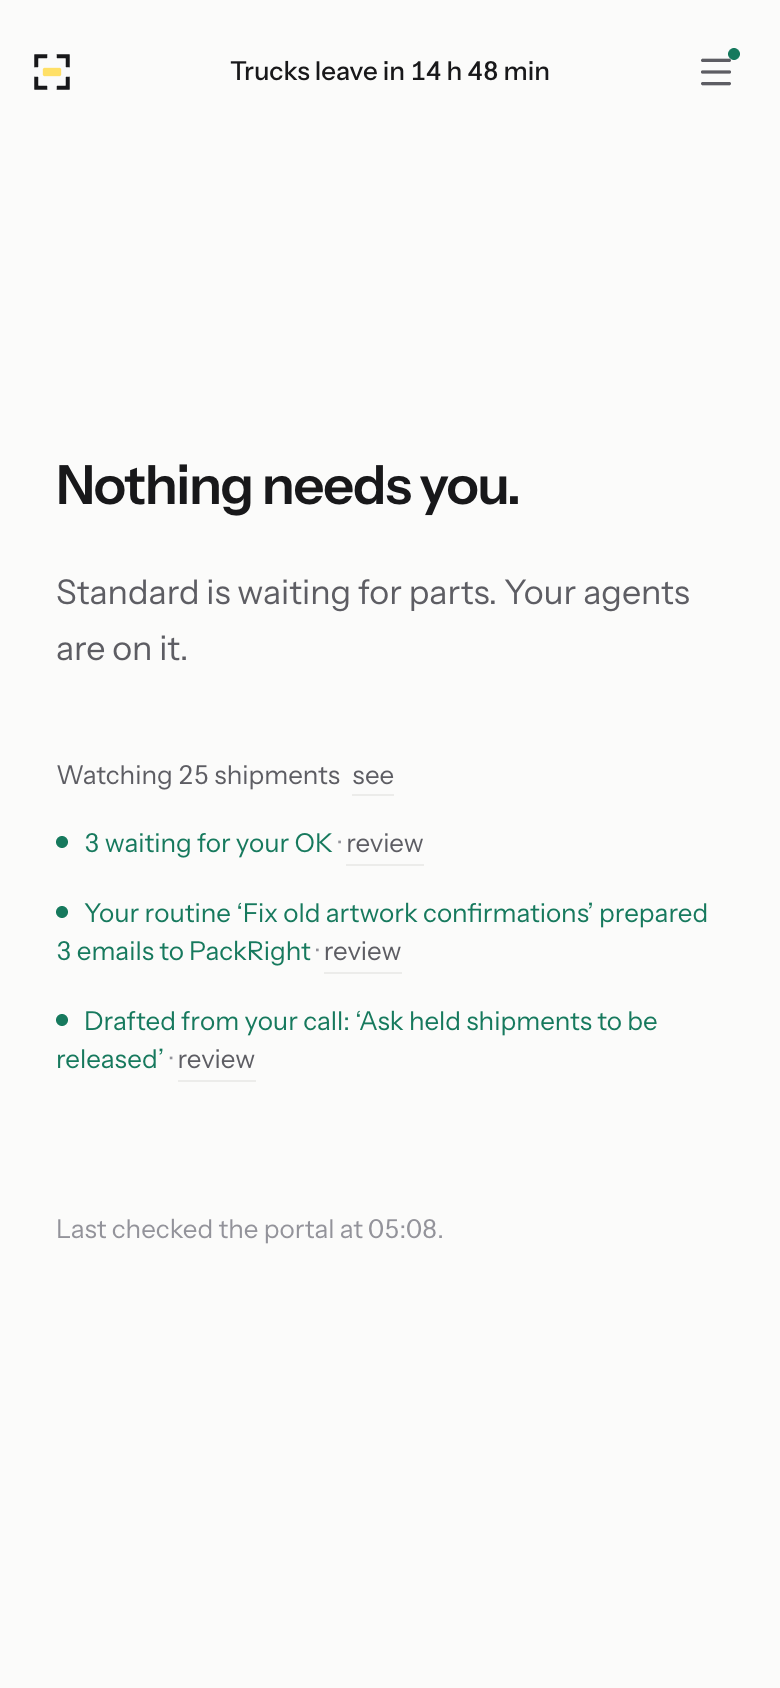 Trucks leave in 14 h 48 min
Nothing needs you.
Standard is waiting for parts. Your agents
are on it.
Watching 25 shipments see
3 waiting for your OK · review
Your routine ‘Fix old artwork confirmations’ prepared
3 emails to PackRight · review
Drafted from your call: ‘Ask held shipments to be
released’ · review
Last checked the portal at 05:08.